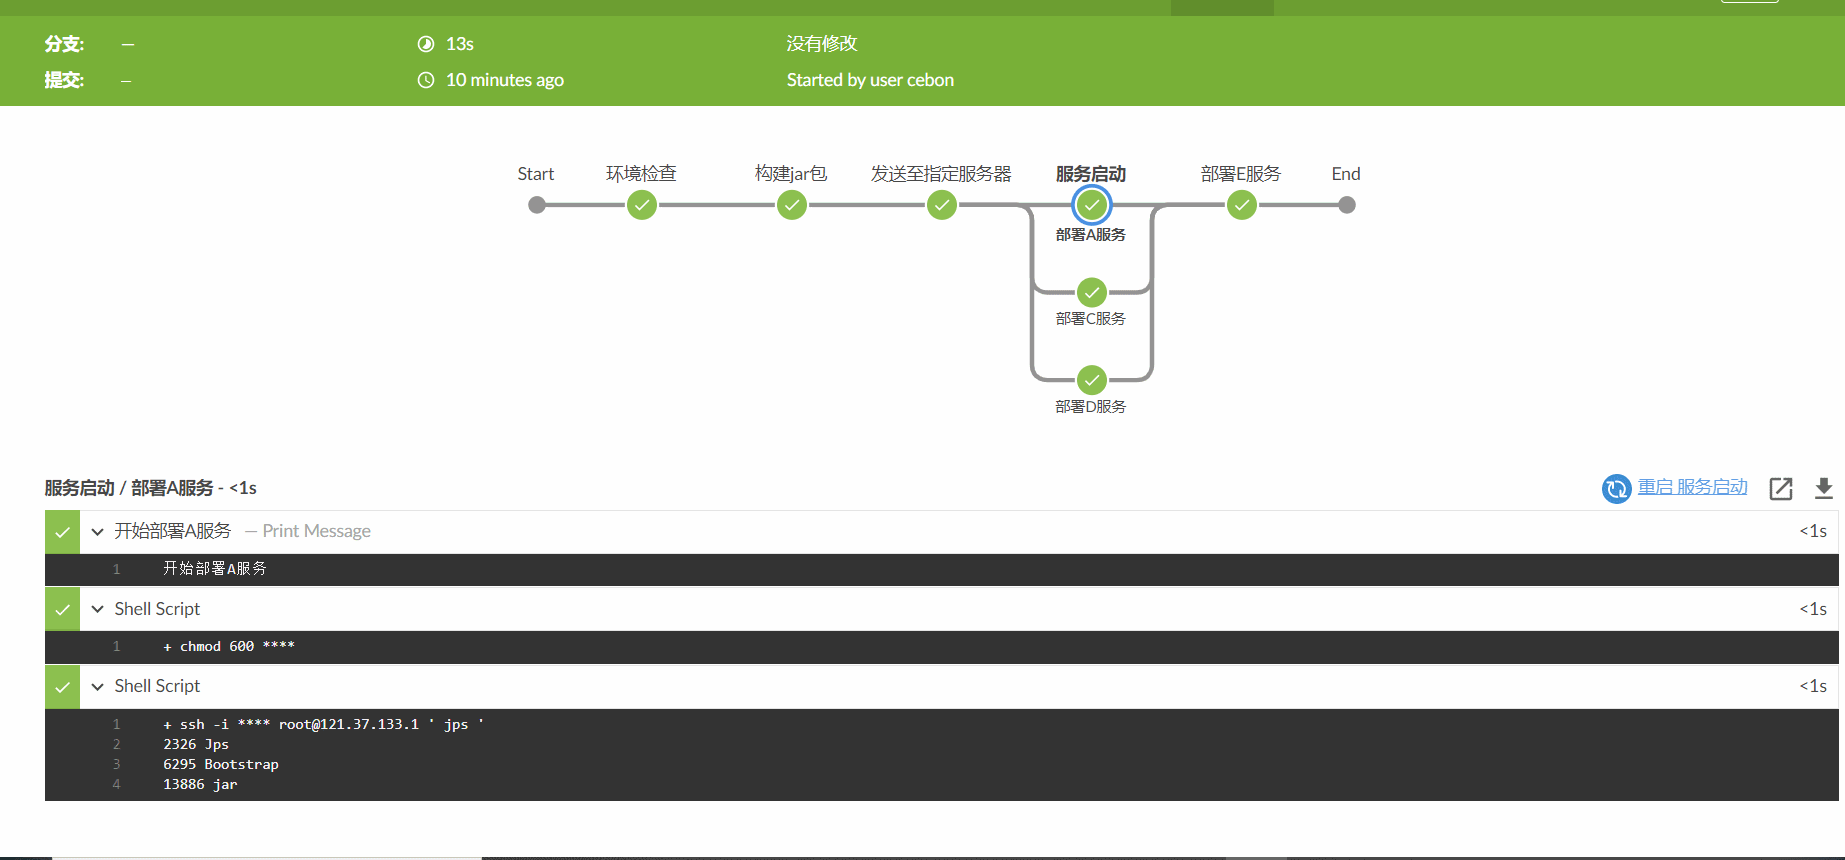 分支: — 13s 没有修改
提交: – 10 minutes ago Started by user cebon
Start 环境检查 构建jar包 发送至指定服务器 服务启动 部署E服务 End
部署A服务
部署C服务
部署D服务
服务启动 / 部署A服务 - <1s 重启 服务启动
开始部署A服务 — Print Message <1s
1 开始部署A服务
Shell Script <1s
1 + chmod 600 ****
Shell Script <1s
1 + ssh -i **** root@121.37.133.1 ' jps '
2 2326 Jps
3 6295 Bootstrap
4 13886 jar